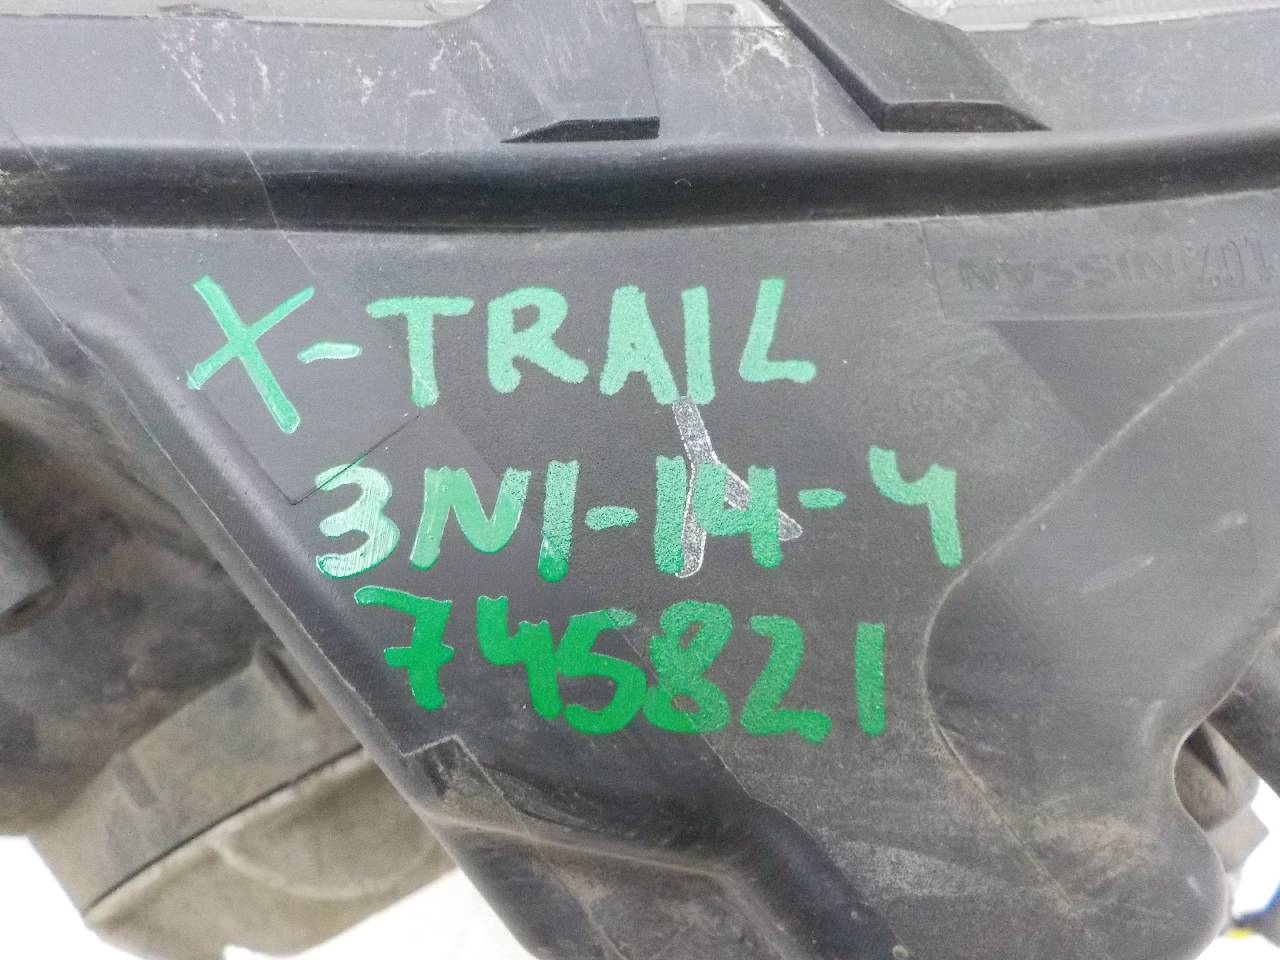 X-TRAIL
3N1-14-4
745821
NISSAN